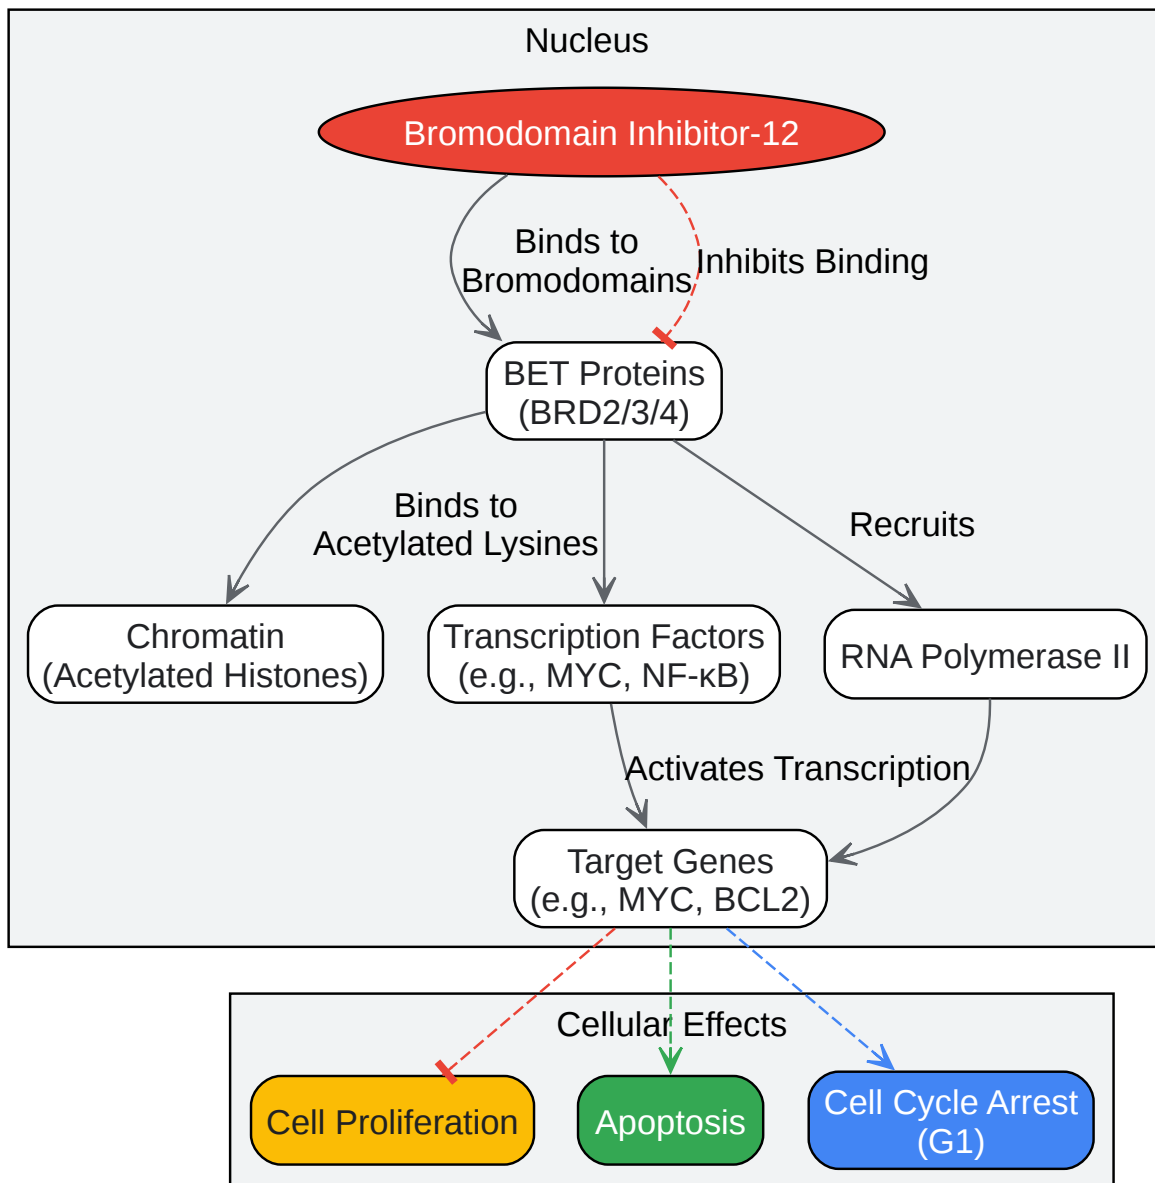 Nucleus
Bromodomain Inhibitor-12
Binds to
Bromodomains
Inhibits Binding
BET Proteins
(BRD2/3/4)
Binds to
Acetylated Lysines
Recruits
Chromatin
(Acetylated Histones)
Transcription Factors
(e.g., MYC, NF-κB)
RNA Polymerase II
Activates Transcription
Target Genes
(e.g., MYC, BCL2)
Cellular Effects
Cell Proliferation
Apoptosis
Cell Cycle Arrest
(G1)